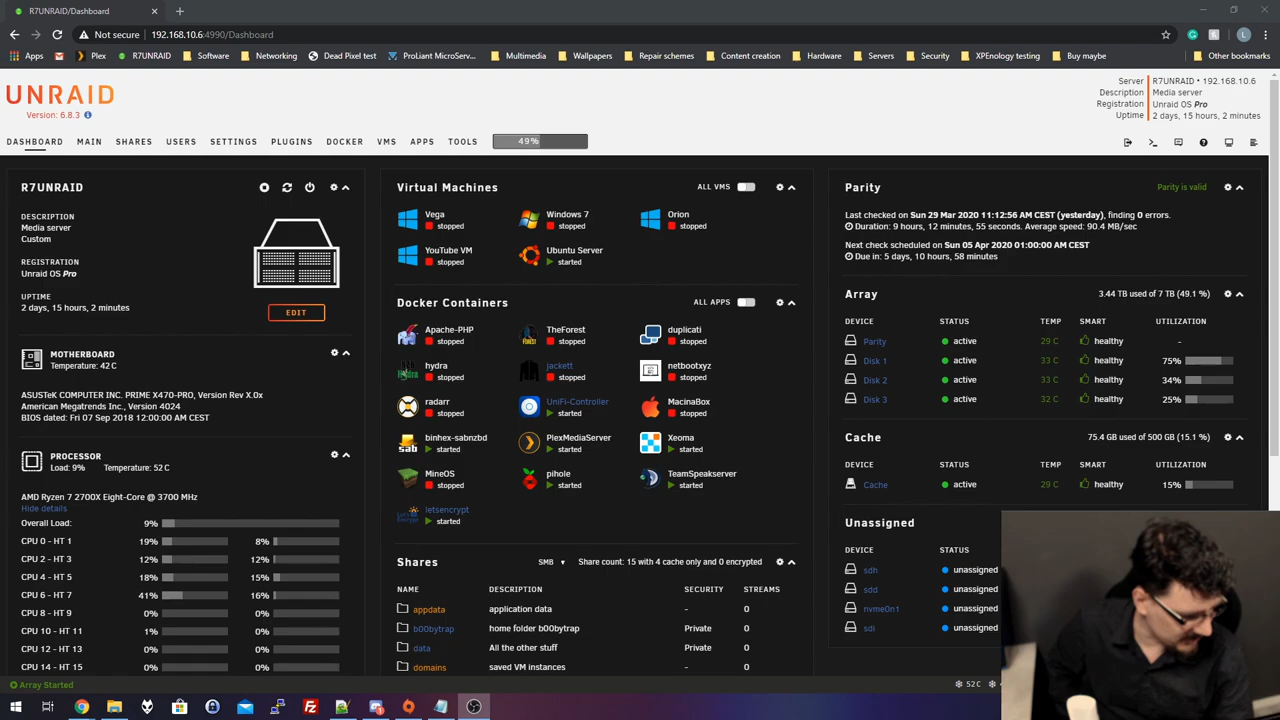 R7UNRAID/Dashboard
Not secure | 192.168.10.6:4990/Dashboard
Apps
Plex
R7UNRAID
Software
Networking
Dead Pixel test
ProLiant MicroServ...
Multimedia
Wallpapers
Repair schemes
Content creation
Hardware
Servers
Security
XPEnology testing
Buy maybe
Other bookmarks
UNRAID
Version: 6.8.3
Server R7UNRAID • 192.168.10.6
Description Media server
Registration Unraid OS Pro
Uptime 2 days, 15 hours, 2 minutes
DASHBOARD MAIN SHARES USERS SETTINGS PLUGINS DOCKER VMS APPS TOOLS 49%
R7UNRAID
DESCRIPTION
Media server
Custom
REGISTRATION
Unraid OS Pro
UPTIME
2 days, 15 hours, 2 minutes
EDIT
MOTHERBOARD
Temperature: 42 C
ASUSTeK COMPUTER INC. PRIME X470-PRO, Version Rev X.0x
American Megatrends Inc., Version 4024
BIOS dated: Fri 07 Sep 2018 12:00:00 AM CEST
PROCESSOR
Load: 9% Temperature: 52 C
AMD Ryzen 7 2700X Eight-Core @ 3700 MHz
Hide details
Overall Load: 9%
CPU 0 - HT 1 19% 8%
CPU 2 - HT 3 12% 12%
CPU 4 - HT 5 18% 15%
CPU 6 - HT 7 41% 16%
CPU 8 - HT 9 0% 0%
CPU 10 - HT 11 1% 0%
CPU 12 - HT 13 0% 0%
CPU 14 - HT 15 0% 0%
Virtual Machines ALL VMS
Vega
stopped
Windows 7
stopped
Orion
stopped
YouTube VM
stopped
Ubuntu Server
started
Docker Containers ALL APPS
Apache-PHP
stopped
TheForest
stopped
duplicati
stopped
hydra
stopped
jackett
stopped
netbootxyz
stopped
radarr
stopped
UniFi-Controller
started
MacinaBox
stopped
binhex-sabnzbd
started
PlexMediaServer
started
Xeoma
started
MineOS
stopped
pihole
started
TeamSpeakserver
started
letsencrypt
started
Shares SMB Share count: 15 with 4 cache only and 0 encrypted
NAME DESCRIPTION SECURITY STREAMS
appdata application data - 0
b00bytrap home folder b00bytrap Private 0
data All the other stuff Private 0
domains saved VM instances - 0
Parity Parity is valid
Last checked on Sun 29 Mar 2020 11:12:56 AM CEST (yesterday), finding 0 errors.
Duration: 9 hours, 12 minutes, 55 seconds. Average speed: 90.4 MB/sec
Next check scheduled on Sun 05 Apr 2020 01:00:00 AM CEST
Due in: 5 days, 10 hours, 58 minutes
Array 3.44 TB used of 7 TB (49.1 %)
DEVICE STATUS TEMP SMART UTILIZATION
Parity active 29 C healthy -
Disk 1 active 33 C healthy 75%
Disk 2 active 33 C healthy 34%
Disk 3 active 32 C healthy 25%
Cache 75.4 GB used of 500 GB (15.1 %)
DEVICE STATUS TEMP SMART UTILIZATION
Cache active 29 C healthy 15%
Unassigned
DEVICE STATUS
sdh unassigned
sdd unassigned
nvme0n1 unassigned
sdi unassigned
Array Started
52C